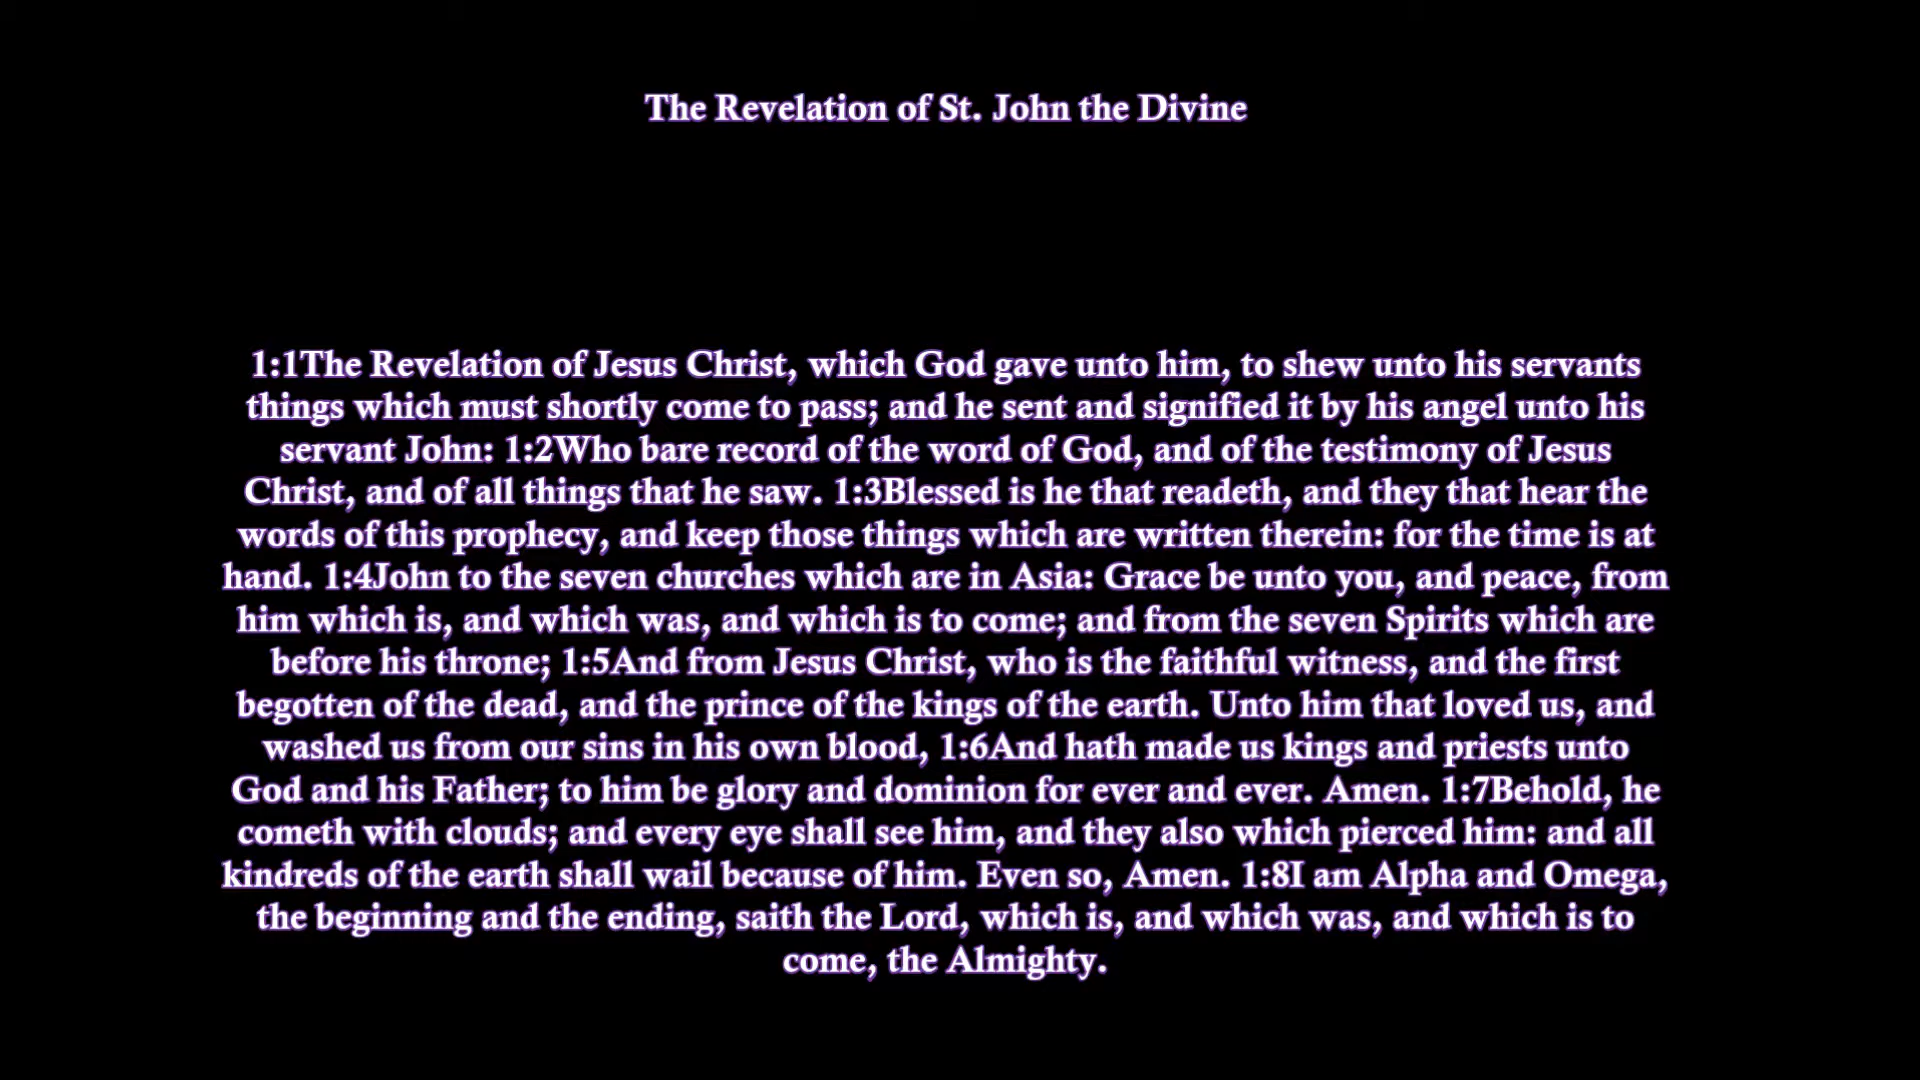 The Revelation of St. John the Divine
1:1The Revelation of Jesus Christ, which God gave unto him, to shew unto his servants
things which must shortly come to pass; and he sent and signified it by his angel unto his
servant John: 1:2Who bare record of the word of God, and of the testimony of Jesus
Christ, and of all things that he saw. 1:3Blessed is he that readeth, and they that hear the
words of this prophecy, and keep those things which are written therein: for the time is at
hand. 1:4John to the seven churches which are in Asia: Grace be unto you, and peace, from
him which is, and which was, and which is to come; and from the seven Spirits which are
before his throne; 1:5And from Jesus Christ, who is the faithful witness, and the first
begotten of the dead, and the prince of the kings of the earth. Unto him that loved us, and
washed us from our sins in his own blood, 1:6And hath made us kings and priests unto
God and his Father; to him be glory and dominion for ever and ever. Amen. 1:7Behold, he
cometh with clouds; and every eye shall see him, and they also which pierced him: and all
kindreds of the earth shall wail because of him. Even so, Amen. 1:8I am Alpha and Omega,
the beginning and the ending, saith the Lord, which is, and which was, and which is to
come, the Almighty.